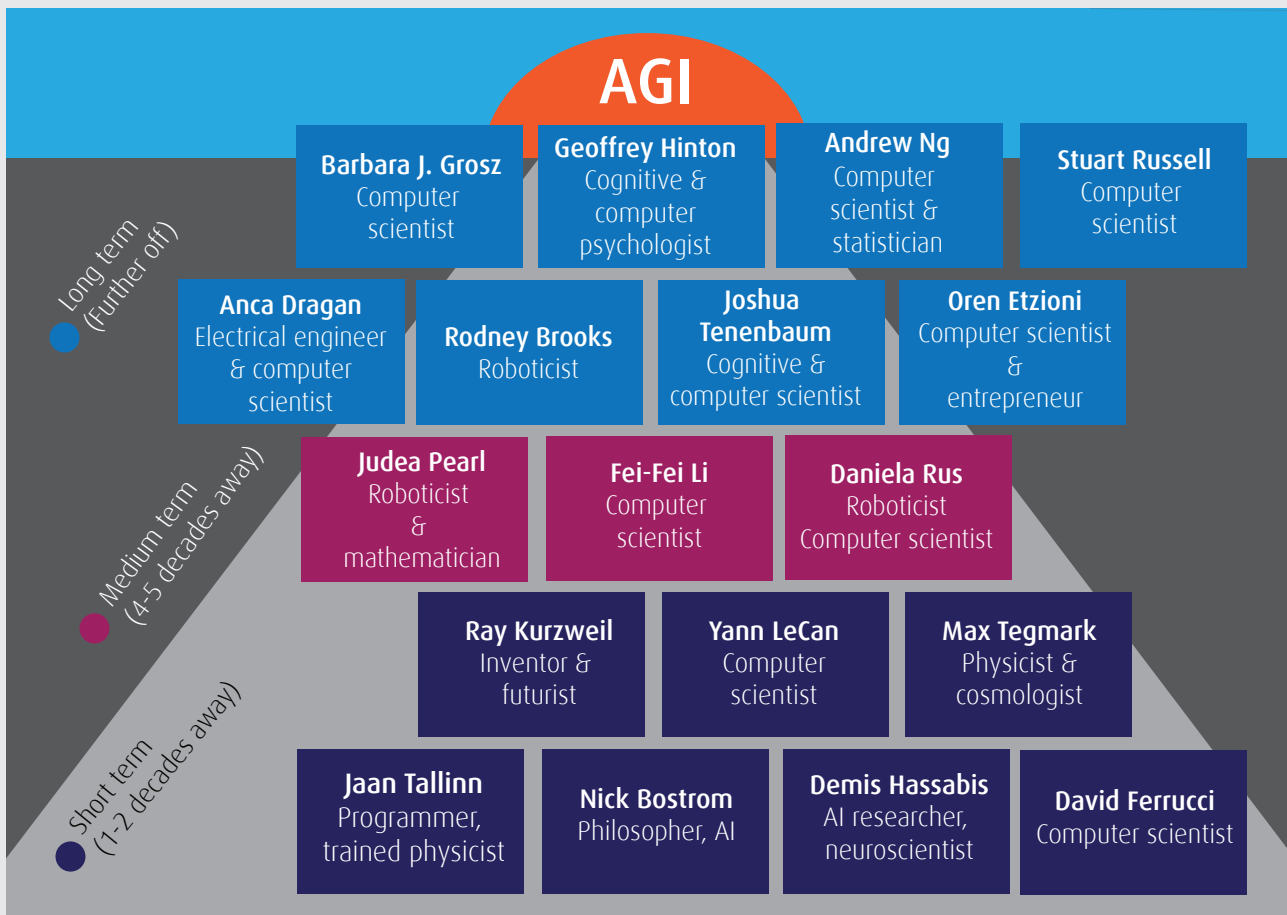 AGI
Barbara J. Grosz
Computer
scientist
Geoffrey Hinton
Cognitive &
computer
psychologist
Andrew Ng
Computer
scientist &
statistician
Stuart Russell
Computer
scientist
Long term
(Further off)
Anca Dragan
Electrical engineer
& computer
scientist
Rodney Brooks
Roboticist
Joshua
Tenenbaum
Cognitive &
computer scientist
Oren Etzioni
Computer scientist
&
entrepreneur
Medium term
(4-5 decades away)
Judea Pearl
Roboticist
&
mathematician
Fei-Fei Li
Computer
scientist
Daniela Rus
Roboticist
Computer scientist
Ray Kurzweil
Inventor &
futurist
Yann LeCan
Computer
scientist
Max Tegmark
Physicist &
cosmologist
Short term
(1-2 decades away)
Jaan Tallinn
Programmer,
trained physicist
Nick Bostrom
Philosopher, AI
Demis Hassabis
AI researcher,
neuroscientist
David Ferrucci
Computer scientist